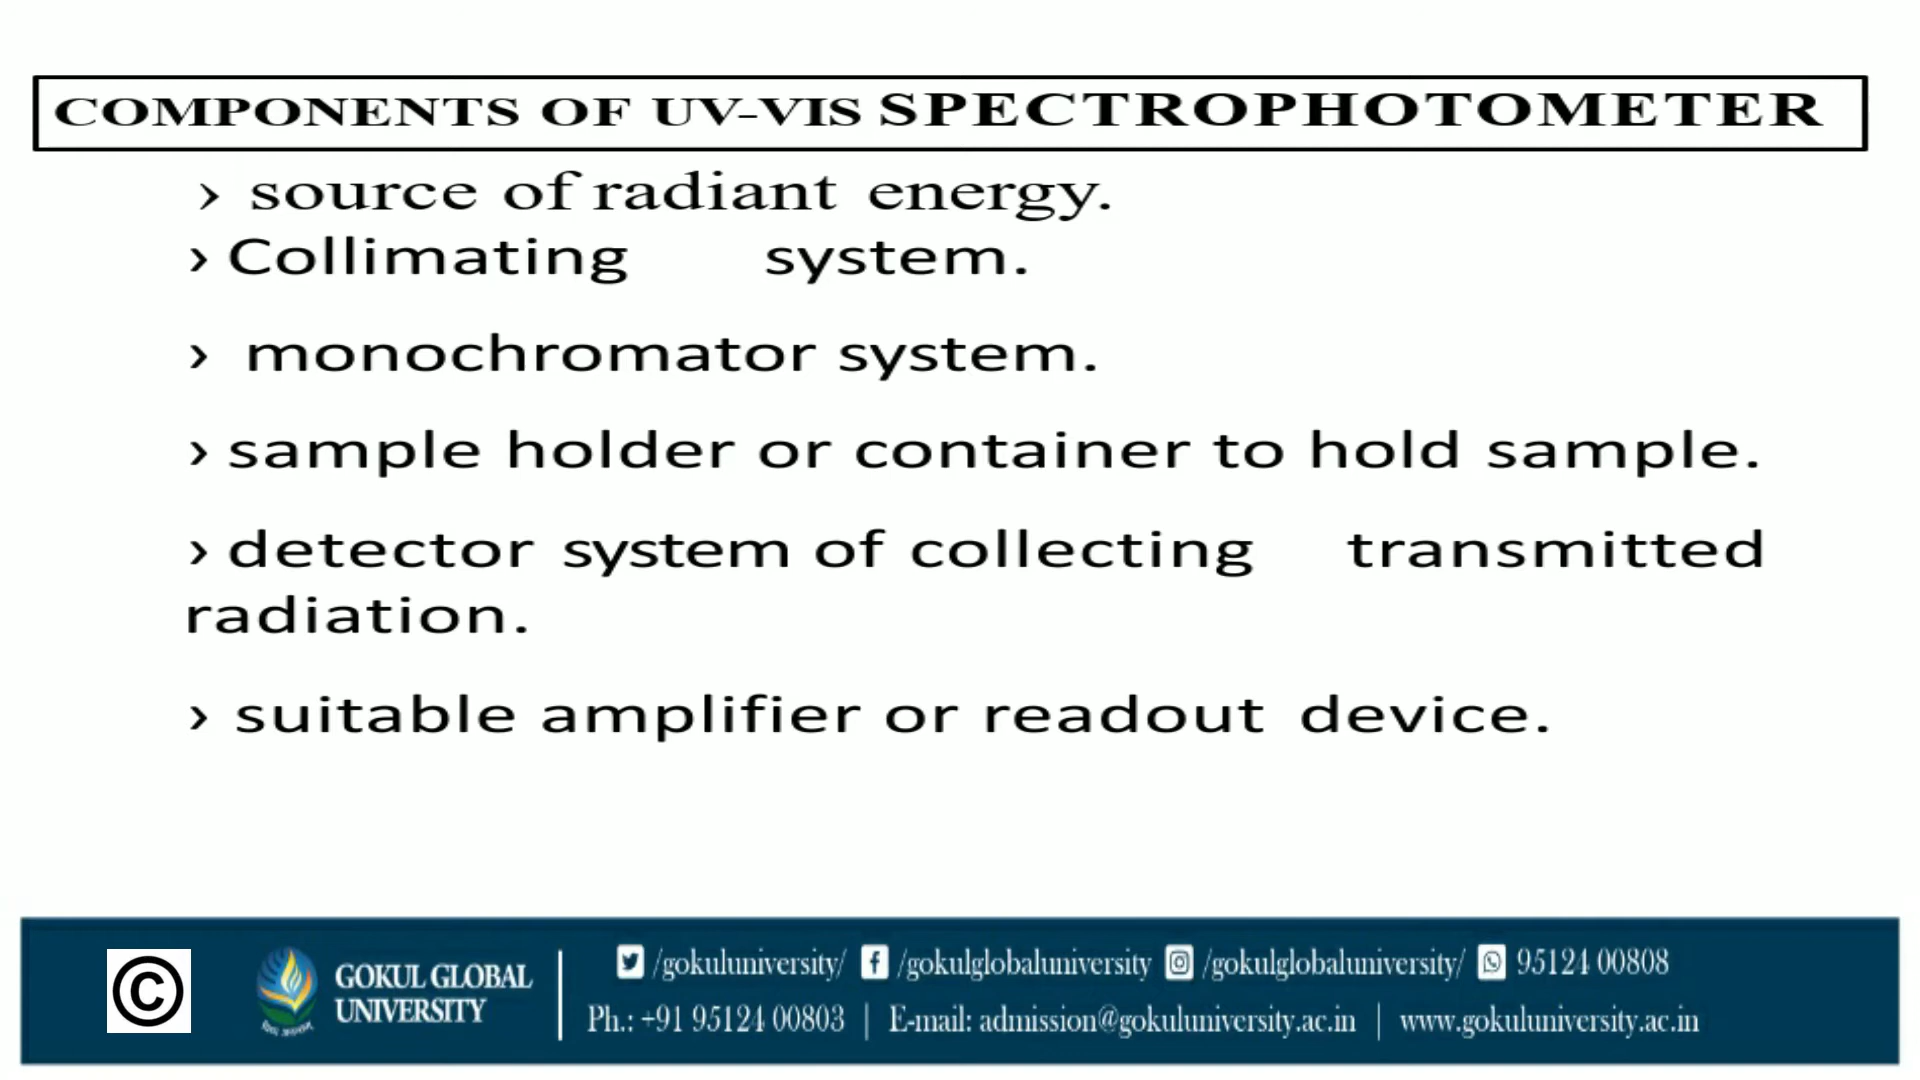 COMPONENTS OF UV-VIS SPECTROPHOTOMETER
› source of radiant energy.
› Collimating system.
› monochromator system.
› sample holder or container to hold sample.
› detector system of collecting transmitted
radiation.
› suitable amplifier or readout device.
©
GOKUL GLOBAL
UNIVERSITY
/gokuluniversity/ /gokulglobaluniversity /gokulglobaluniversity/ 95124 00808
Ph.: +91 95124 00803 | E-mail: admission@gokuluniversity.ac.in | www.gokuluniversity.ac.in